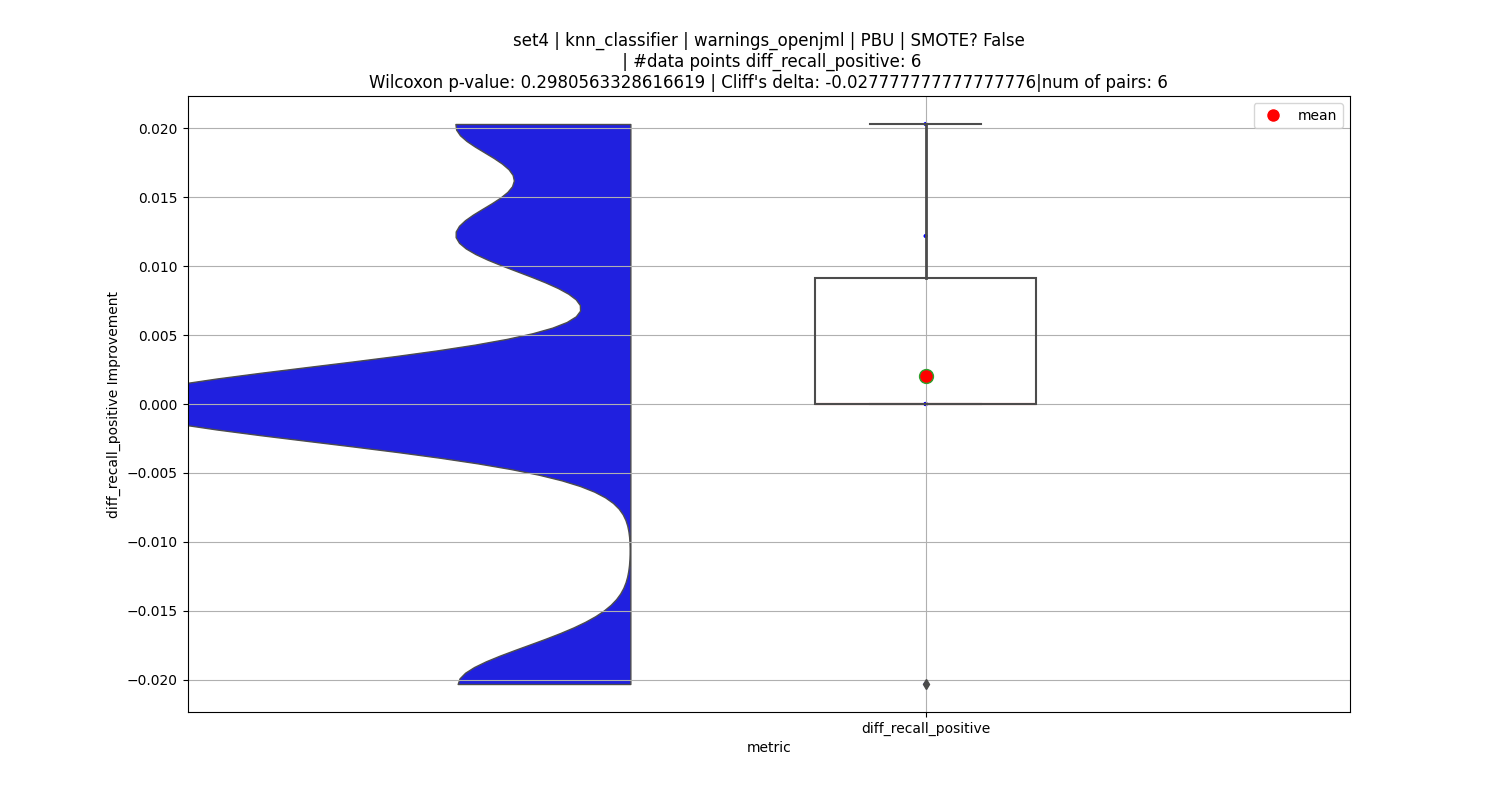 set4 | knn_classifier | warnings_openjml | PBU | SMOTE? False
| #data points diff_recall_positive: 6
Wilcoxon p-value: 0.2980563328616619 | Cliff's delta: -0.027777777777777776|num of pairs: 6
mean
0.020
0.015
0.010
0.005
0.000
−0.005
−0.010
−0.015
−0.020
diff_recall_positive Improvement
diff_recall_positive
metric